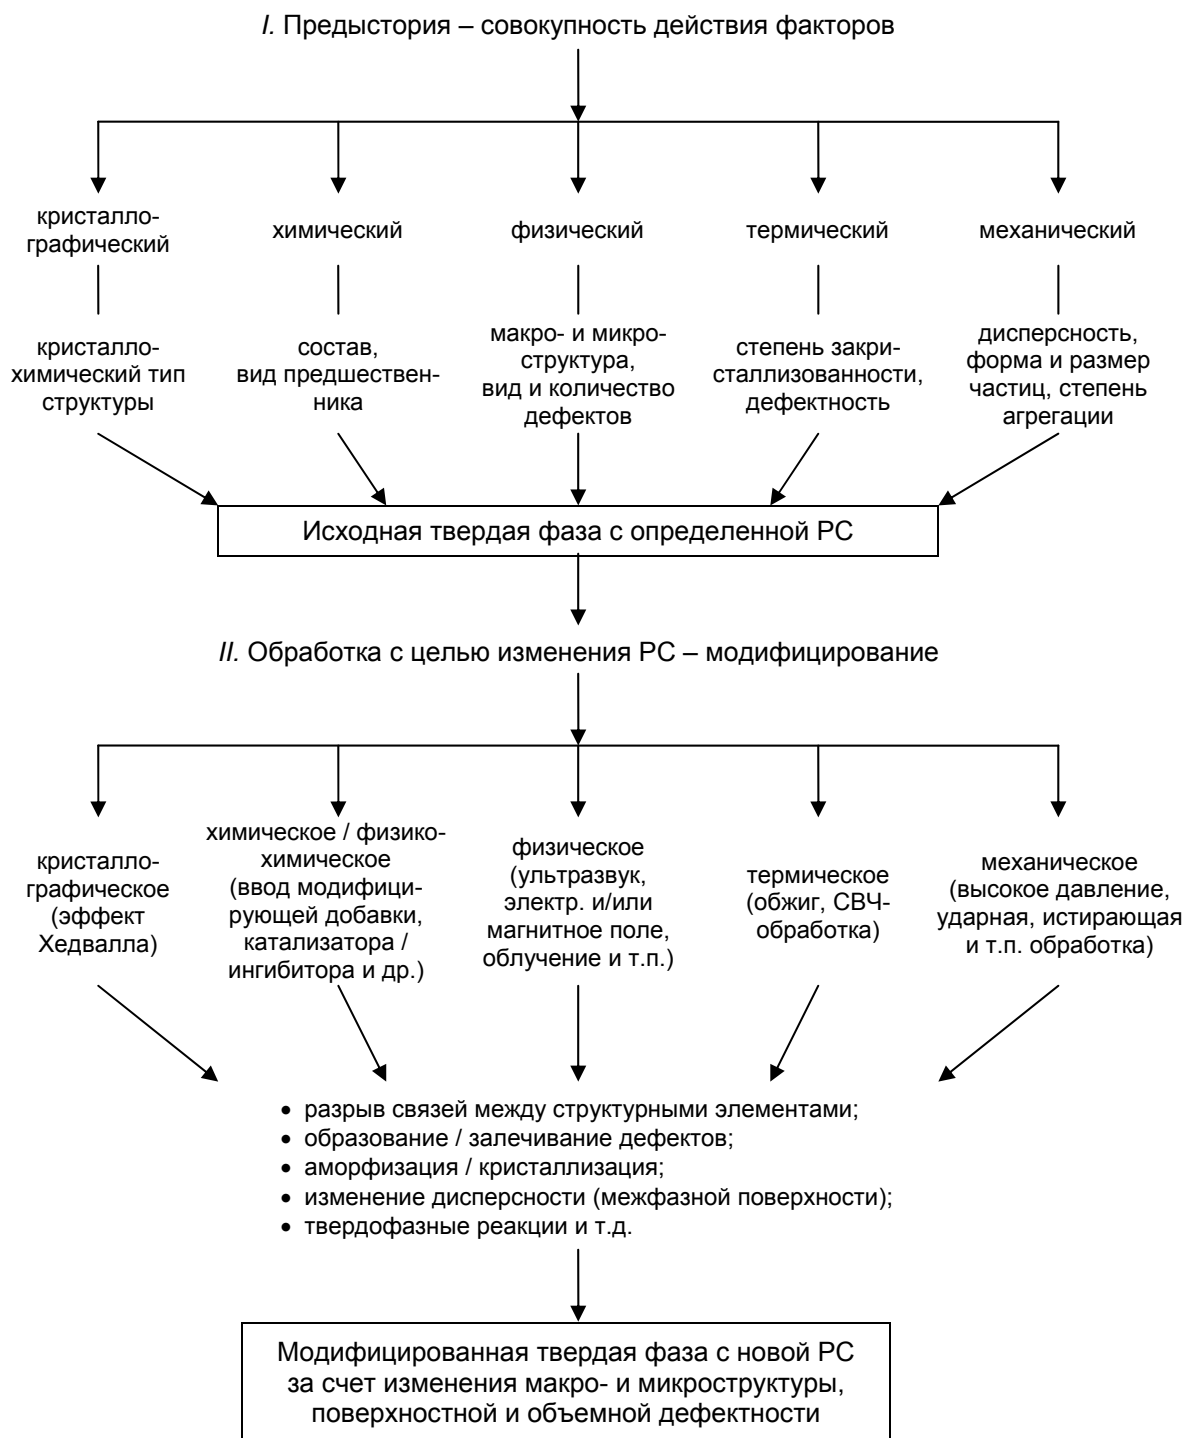 I. Предыстория – совокупность действия факторов
кристалло-
графический
химический
физический
термический
механический
кристалло-
химический тип
структуры
состав,
вид предшествен-
ника
макро- и микро-
структура,
вид и количество
дефектов
степень закри-
сталлизованности,
дефектность
дисперсность,
форма и размер
частиц, степень
агрегации
Исходная твердая фаза с определенной РС
II. Обработка с целью изменения РС – модифицирование
кристалло-
графическое
(эффект
Хедвалла)
химическое / физико-
химическое
(ввод модифици-
рующей добавки,
катализатора /
ингибитора и др.)
физическое
(ультразвук,
электр. и/или
магнитное поле,
облучение и т.п.)
термическое
(обжиг, СВЧ-
обработка)
механическое
(высокое давление,
ударная, истирающая
и т.п. обработка)
• разрыв связей между структурными элементами;
• образование / залечивание дефектов;
• аморфизация / кристаллизация;
• изменение дисперсности (межфазной поверхности);
• твердофазные реакции и т.д.
Модифицированная твердая фаза с новой РС
за счет изменения макро- и микроструктуры,
поверхностной и объемной дефектности